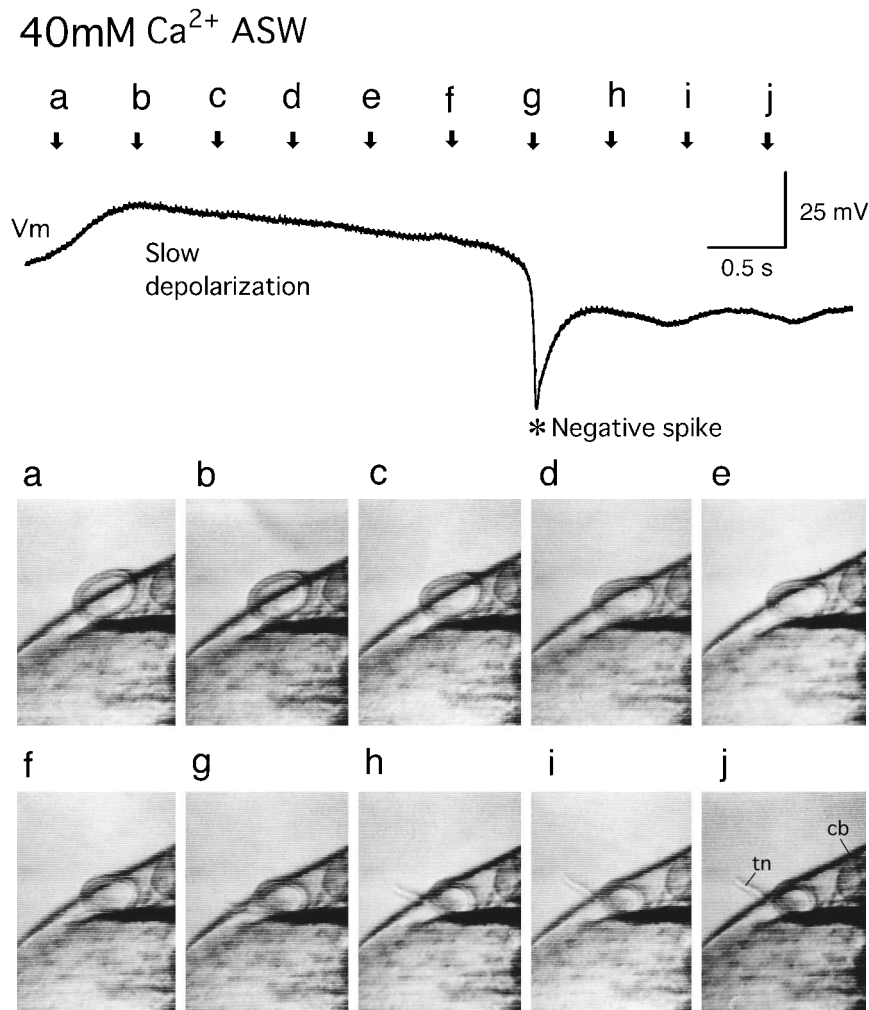 40mM Ca²⁺ ASW
a b c d e f g h i j
Vm
25 mV
Slow
depolarization
0.5 s
* Negative spike
a b c d e
f g h i j
cb
tn